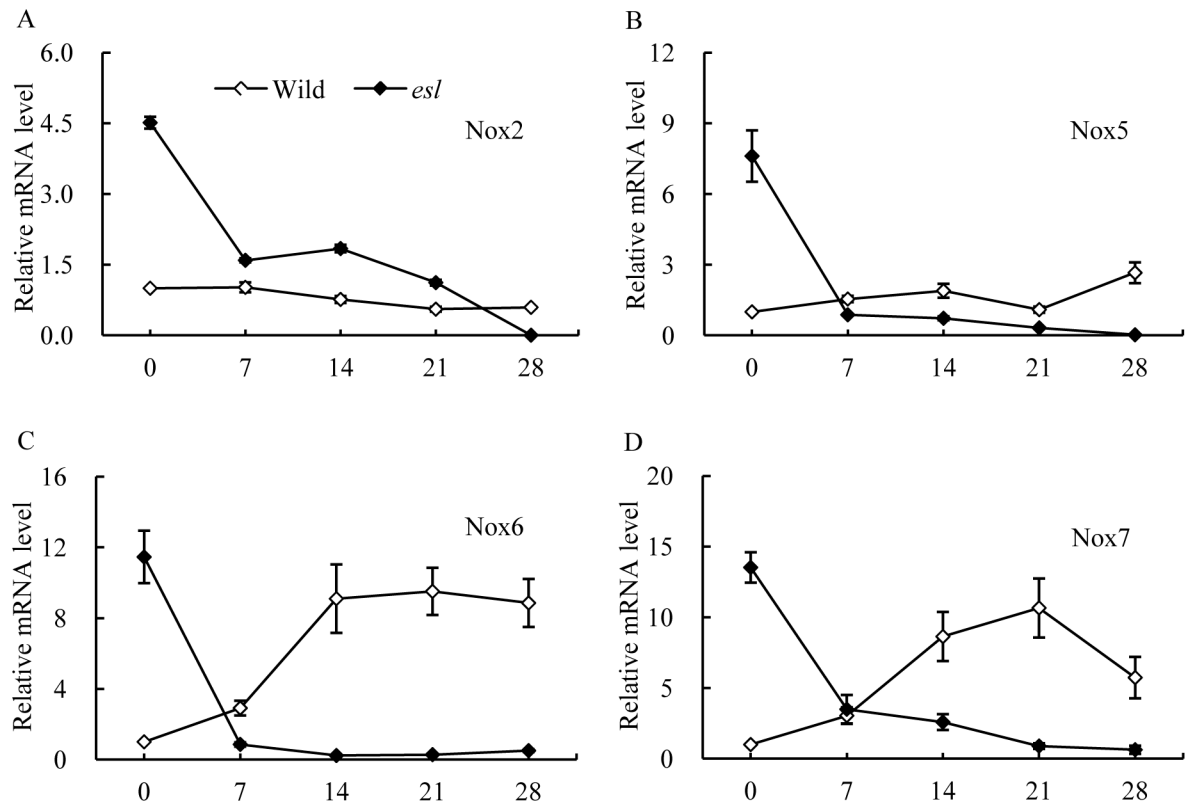 A
Relative mRNA level
6.0
4.5
3.0
1.5
0.0
Wild esl
Nox2
0 7 14 21 28
B
Relative mRNA level
12
9
6
3
0
Nox5
0 7 14 21 28
C
Relative mRNA level
16
12
8
4
0
Nox6
0 7 14 21 28
D
Relative mRNA level
20
15
10
5
0
Nox7
0 7 14 21 28